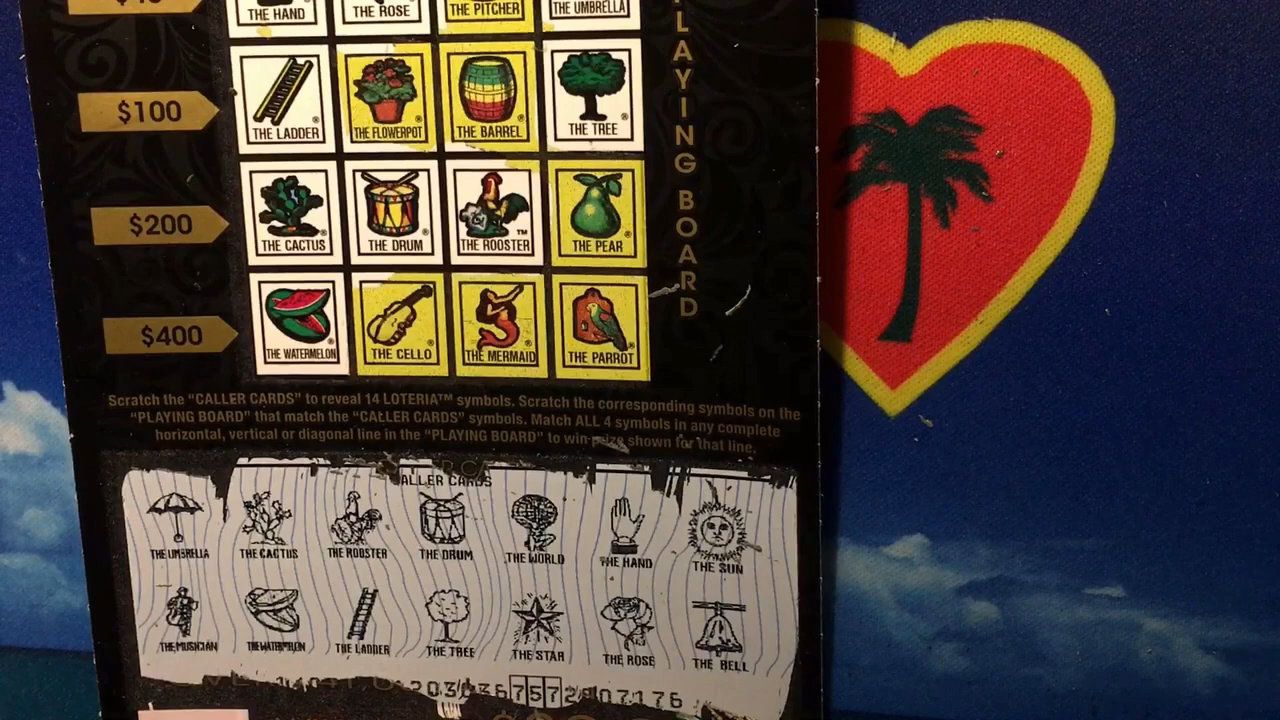 THE HAND THE ROSE THE PITCHER THE UMBRELLA
PLAYING BOARD
$100
THE LADDER THE FLOWERPOT THE BARREL THE TREE
$200
THE CACTUS THE DRUM THE ROOSTER THE PEAR
$400
THE WATERMELON THE CELLO THE MERMAID THE PARROT
Scratch the “CALLER CARDS” to reveal 14 LOTERIA™ symbols. Scratch the corresponding symbols on the
“PLAYING BOARD” that match the “CALLER CARDS” symbols. Match ALL 4 symbols in any complete
horizontal, vertical or diagonal line in the “PLAYING BOARD” to win prize shown for that line.
CALLER CARDS
THE UMBRELLA THE CACTUS THE ROOSTER THE DRUM THE WORLD THE HAND THE SUN
THE MUSICIAN THE WATERMELON THE LADDER THE TREE THE STAR THE ROSE THE BELL
757